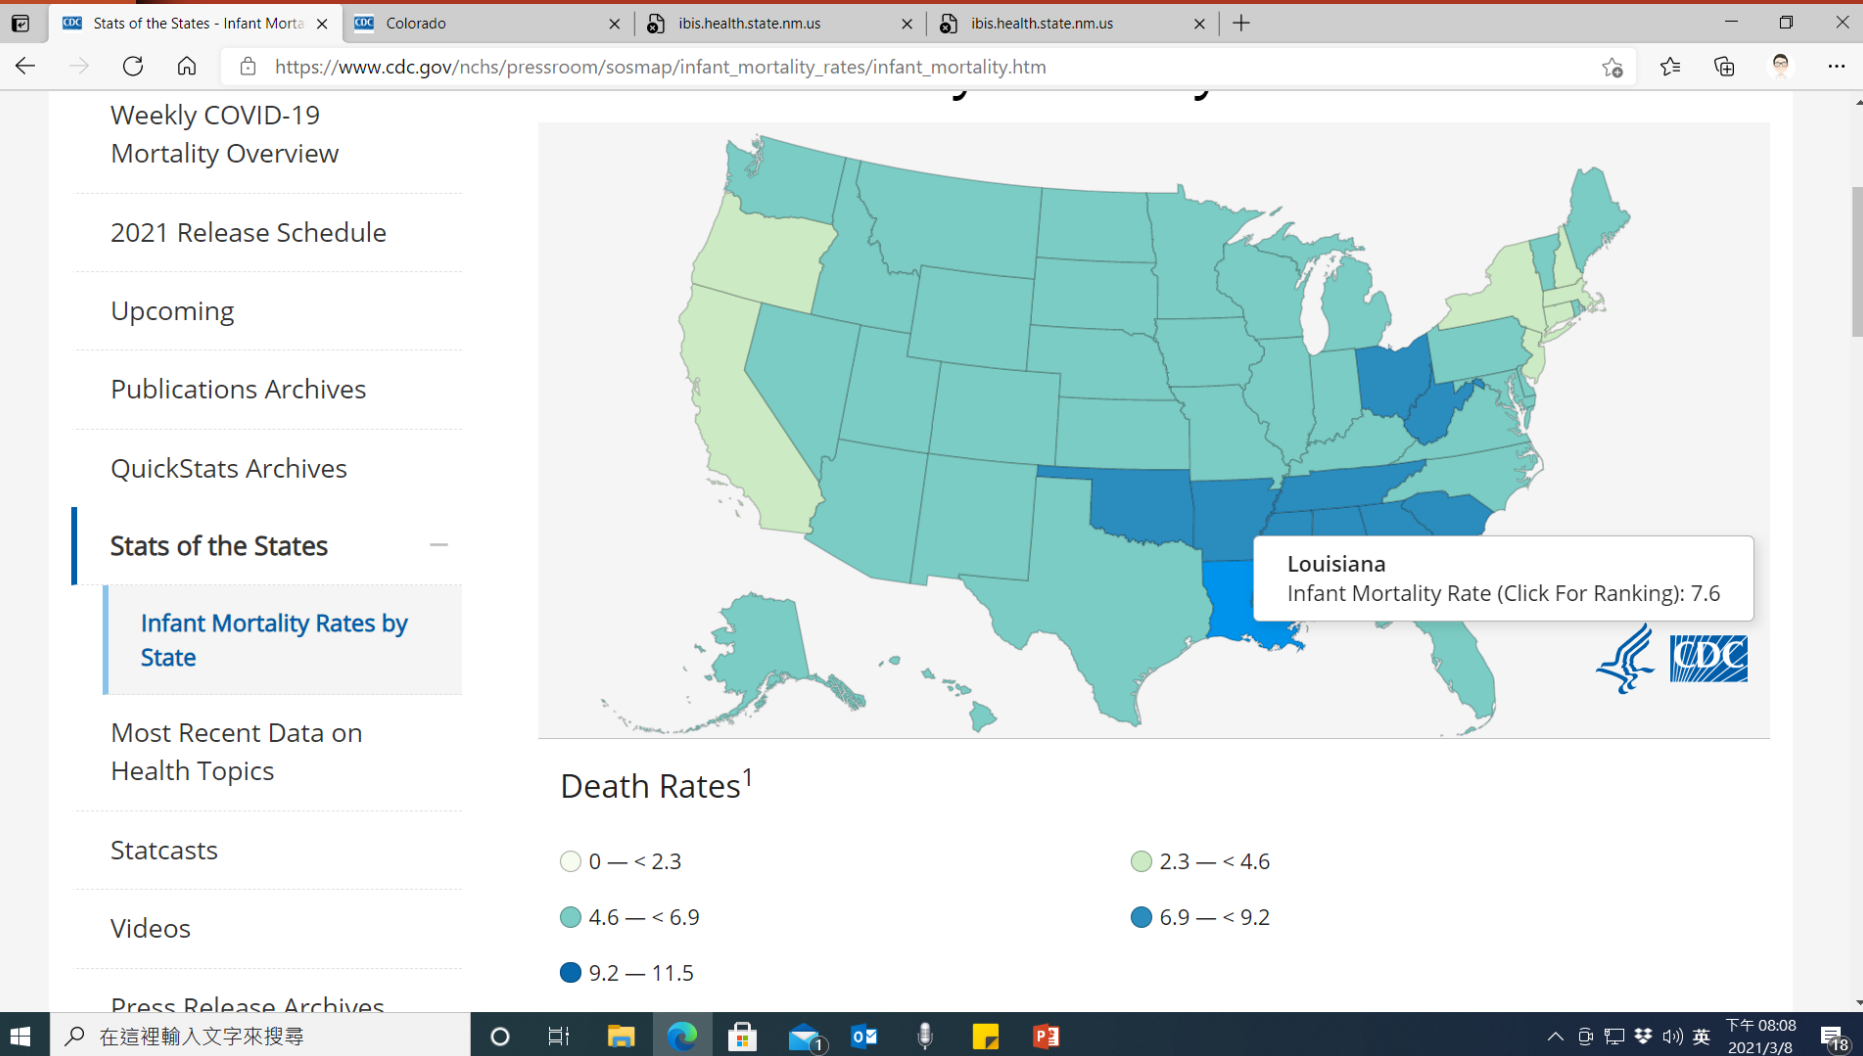 Stats of the States - Infant Morta
Colorado
ibis.health.state.nm.us
ibis.health.state.nm.us
https://www.cdc.gov/nchs/pressroom/sosmap/infant_mortality_rates/infant_mortality.htm
Weekly COVID-19
Mortality Overview
2021 Release Schedule
Upcoming
Publications Archives
QuickStats Archives
Stats of the States
Infant Mortality Rates by
State
Most Recent Data on
Health Topics
Statcasts
Videos
Press Release Archives
Louisiana
Infant Mortality Rate (Click For Ranking): 7.6
CDC
Death Rates1
0 — < 2.3
2.3 — < 4.6
4.6 — < 6.9
6.9 — < 9.2
9.2 — 11.5
在這裡輸入文字來搜尋
1
英
下午 08:08
2021/3/8
18